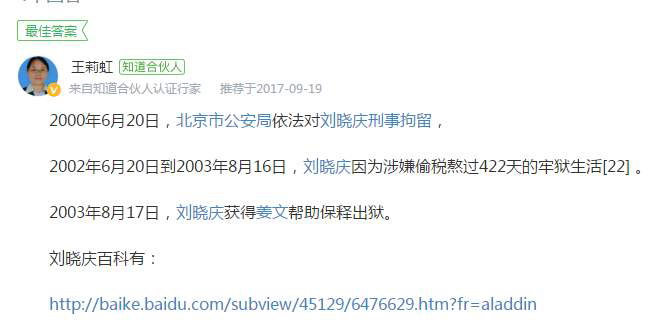 最佳答案
王莉虹 知道合伙人
来自知道合伙人认证行家 推荐于2017-09-19
2000年6月20日，北京市公安局依法对刘晓庆刑事拘留，
2002年6月20日到2003年8月16日，刘晓庆因为涉嫌偷税熬过422天的牢狱生活[22] 。
2003年8月17日，刘晓庆获得姜文帮助保释出狱。
刘晓庆百科有：
http://baike.baidu.com/subview/45129/6476629.htm?fr=aladdin